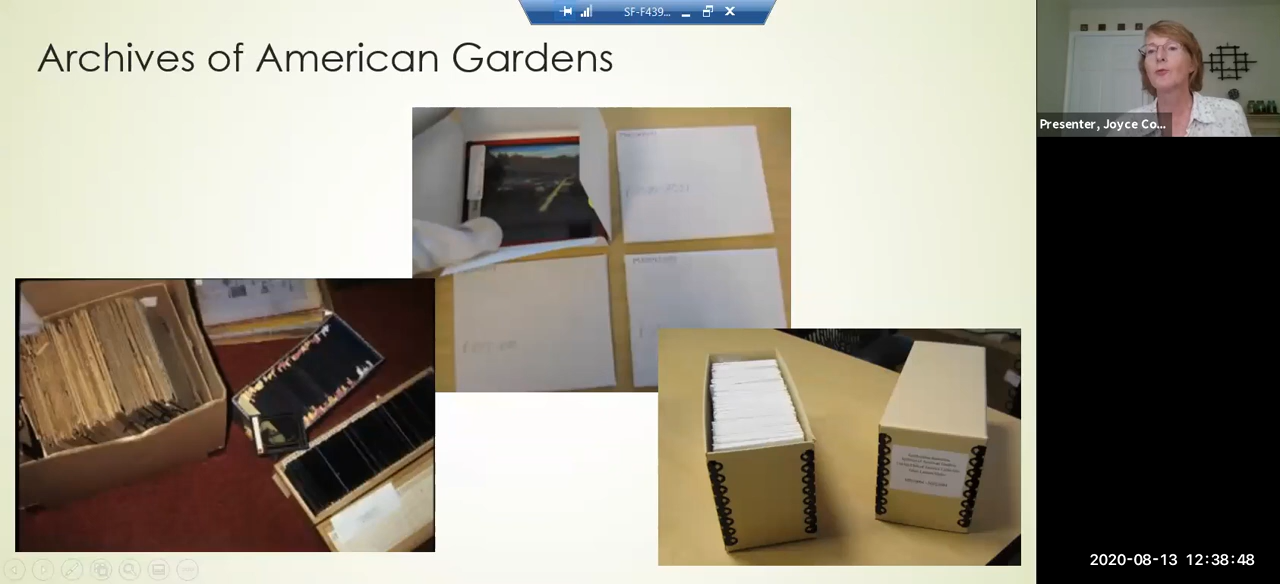 SF-F439...
Archives of American Gardens
Presenter, Joyce Co...
2020-08-13 12:38:48